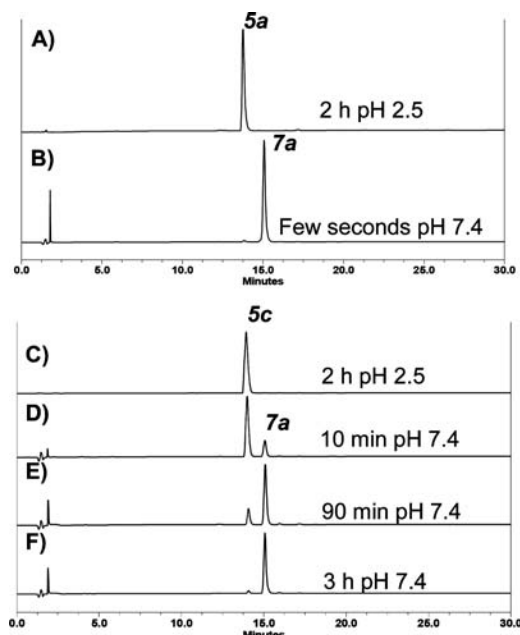 A)
5a
2 h pH 2.5
B)
7a
Few seconds pH 7.4
0.0 5.0 10.0 15.0 20.0 25.0 30.0
Minutes
5c
C)
2 h pH 2.5
D)
7a
10 min pH 7.4
E)
90 min pH 7.4
F)
3 h pH 7.4
0.0 5.0 10.0 15.0 20.0 25.0 30.0
Minutes